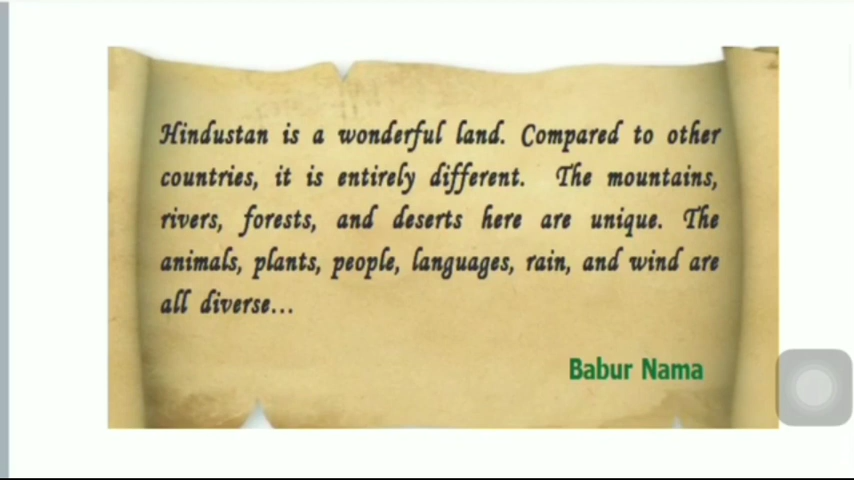 Hindustan is a wonderful land. Compared to other
countries, it is entirely different. The mountains,
rivers, forests, and deserts here are unique. The
animals, plants, people, languages, rain, and wind are
all diverse...
Babur Nama